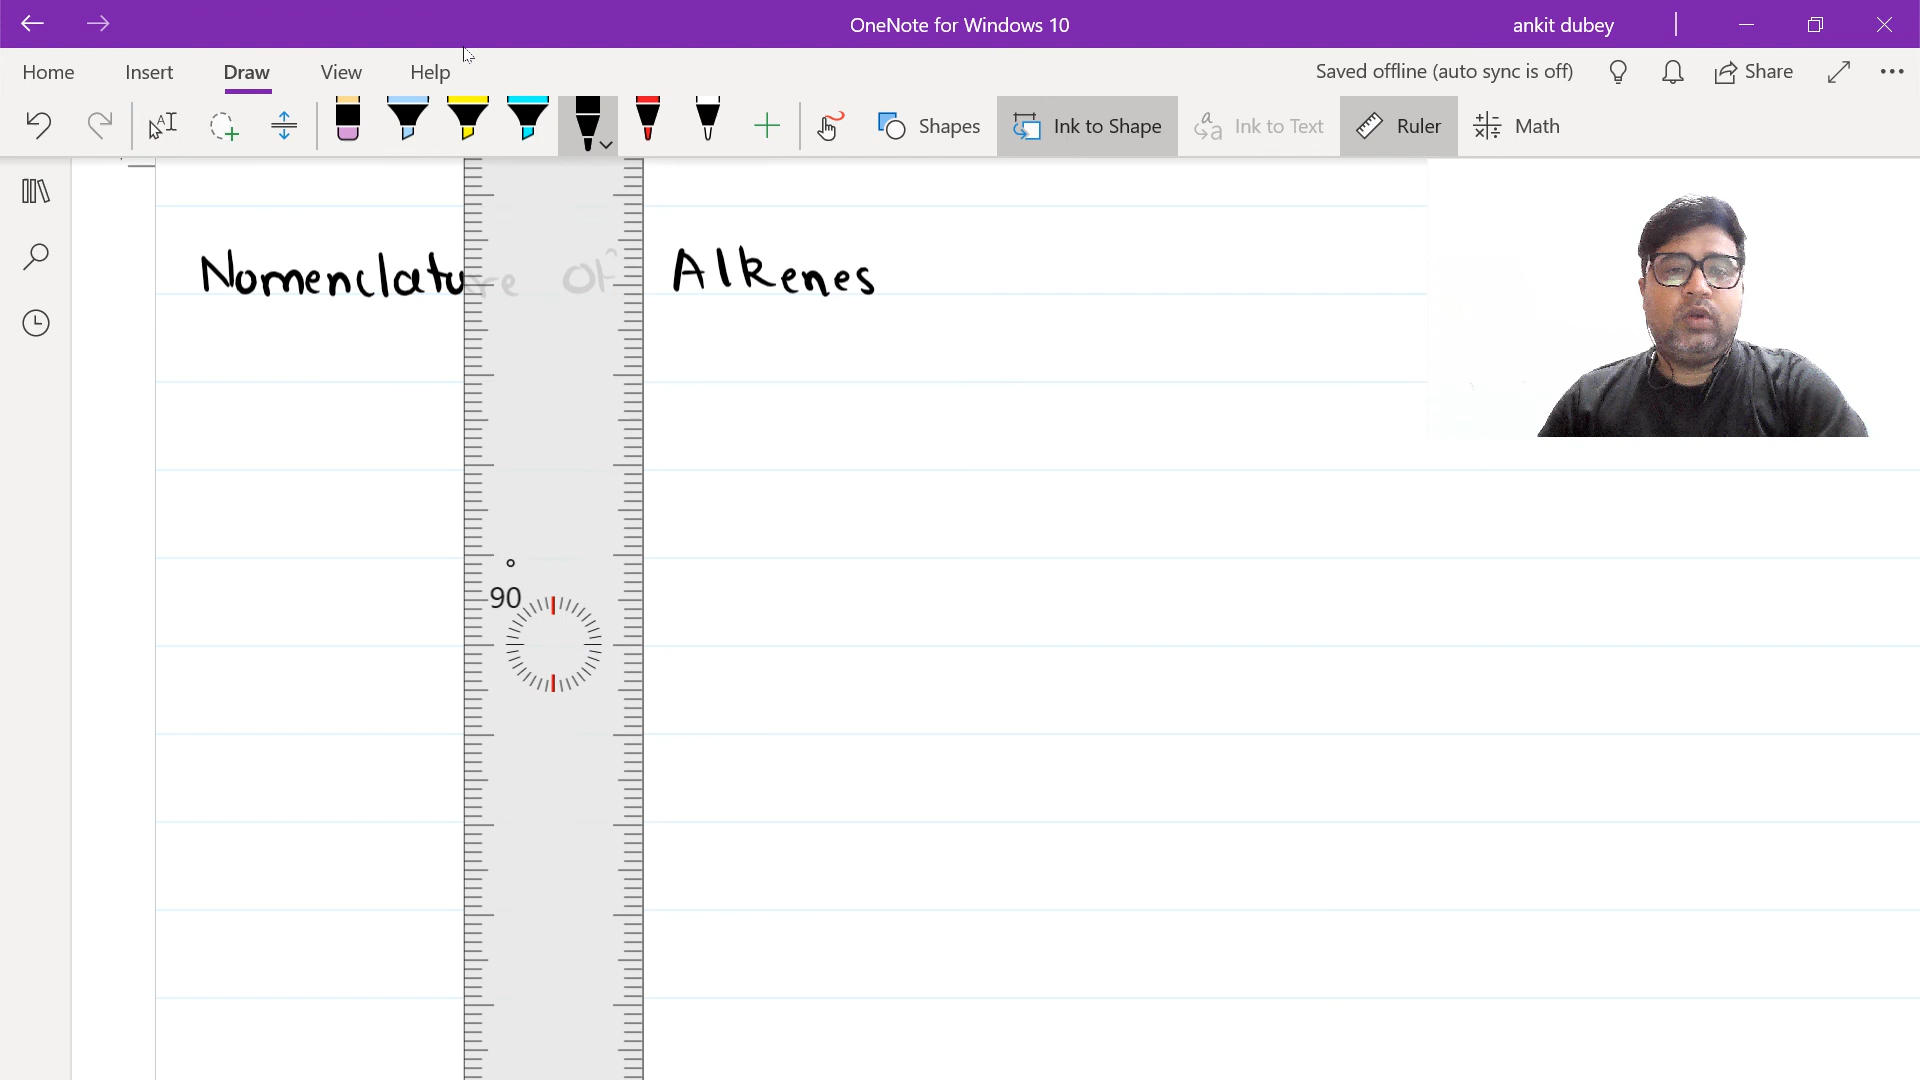 OneNote for Windows 10
ankit dubey
Home Insert Draw View Help
Saved offline (auto sync is off) Share
Shapes Ink to Shape Ink to Text Ruler Math
Nomenclature Of Alkenes
90°